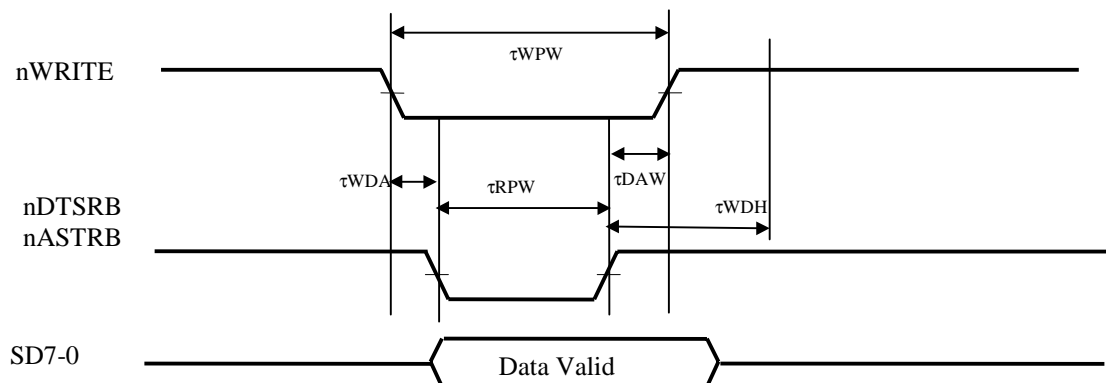 τWPW
nWRITE
τWDA
τRPW
τDAW
τWDH
nDTSRB
nASTRB
SD7-0
Data Valid